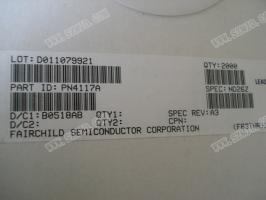 LOT: D011079921
QTY: 2000
PART ID: PN4117A
SPEC: ND26Z
D/C1: B0518AB QTY1: SPEC REV: A3
D/C2: QTY2: CPN:
FAIRCHILD SEMICONDUCTOR CORPORATION